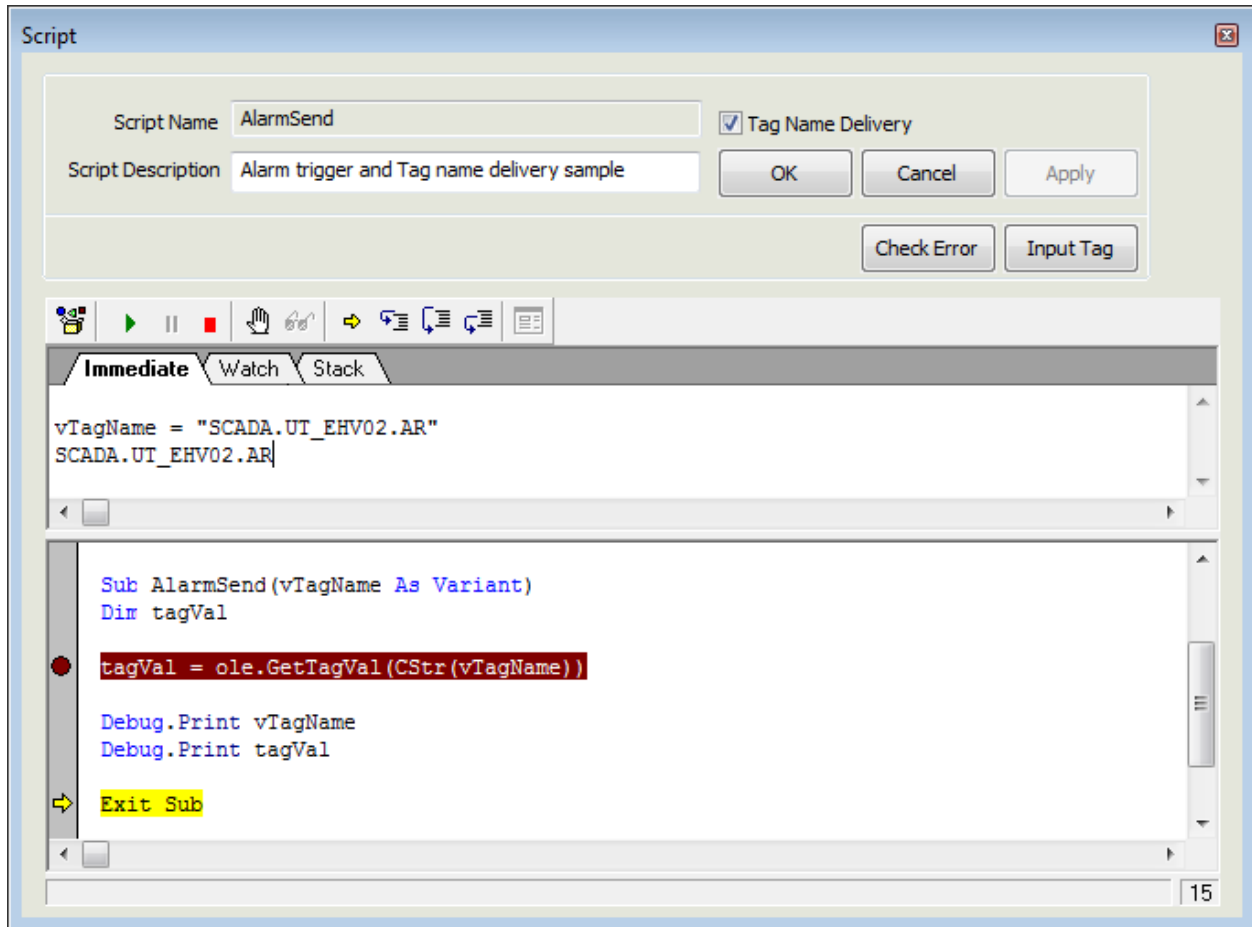 Script
Script Name AlarmSend Tag Name Delivery
Script Description Alarm trigger and Tag name delivery sample OK Cancel Apply
Check Error Input Tag
Immediate Watch Stack
vTagName = "SCADA.UT_EHV02.AR"
SCADA.UT_EHV02.AR
Sub AlarmSend(vTagName As Variant)
Dim tagVal
tagVal = ole.GetTagVal(CStr(vTagName))
Debug.Print vTagName
Debug.Print tagVal
Exit Sub
15